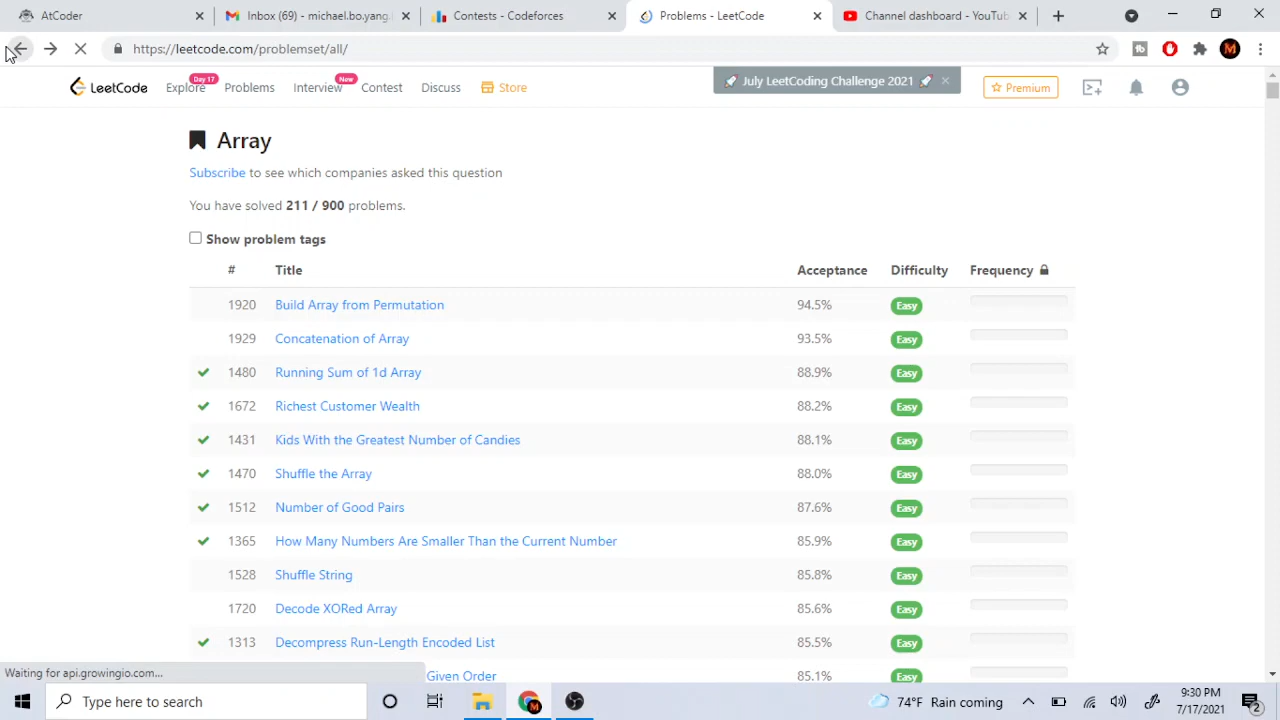 AtCoder
Inbox (69) - michael.bo.yang.
Contests - Codeforces
Problems - LeetCode
Channel dashboard - YouTub
https://leetcode.com/problemset/all/
LeetCode
Explore
Day 17
Problems
Interview
New
Contest
Discuss
Store
July LeetCoding Challenge 2021
Premium
Array
Subscribe to see which companies asked this question
You have solved 211 / 900 problems.
Show problem tags
# Title Acceptance Difficulty Frequency
1920 Build Array from Permutation 94.5% Easy
1929 Concatenation of Array 93.5% Easy
1480 Running Sum of 1d Array 88.9% Easy
1672 Richest Customer Wealth 88.2% Easy
1431 Kids With the Greatest Number of Candies 88.1% Easy
1470 Shuffle the Array 88.0% Easy
1512 Number of Good Pairs 87.6% Easy
1365 How Many Numbers Are Smaller Than the Current Number 85.9% Easy
1528 Shuffle String 85.8% Easy
1720 Decode XORed Array 85.6% Easy
1313 Decompress Run-Length Encoded List 85.5% Easy
Given Order 85.1% Easy
Waiting for api.growingio.com...
Type here to search
74°F Raining coming
9:30 PM
7/17/2021
2